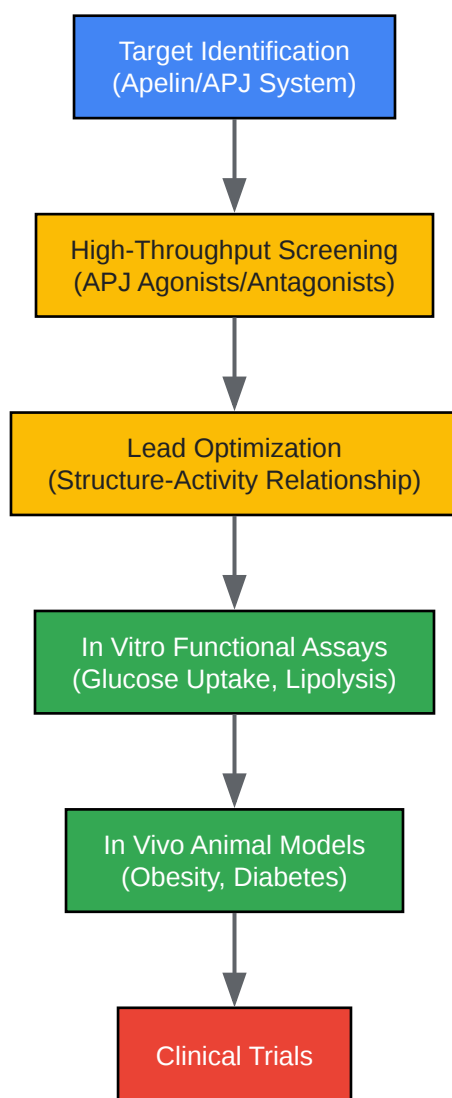 Target Identification
(Apelin/APJ System)
High-Throughput Screening
(APJ Agonists/Antagonists)
Lead Optimization
(Structure-Activity Relationship)
In Vitro Functional Assays
(Glucose Uptake, Lipolysis)
In Vivo Animal Models
(Obesity, Diabetes)
Clinical Trials